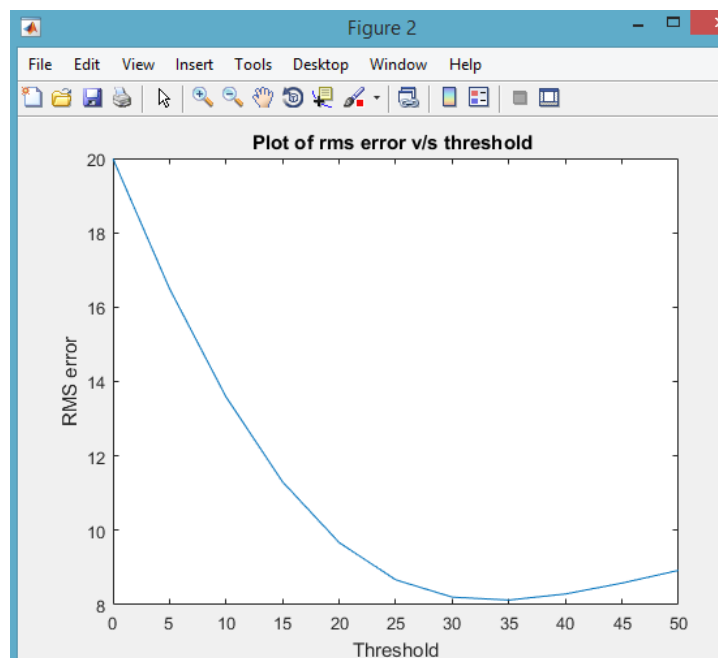 Figure 2
File Edit View Insert Tools Desktop Window Help
Plot of rms error v/s threshold
20
18
16
14
12
10
8
RMS error
0 5 10 15 20 25 30 35 40 45 50
Threshold